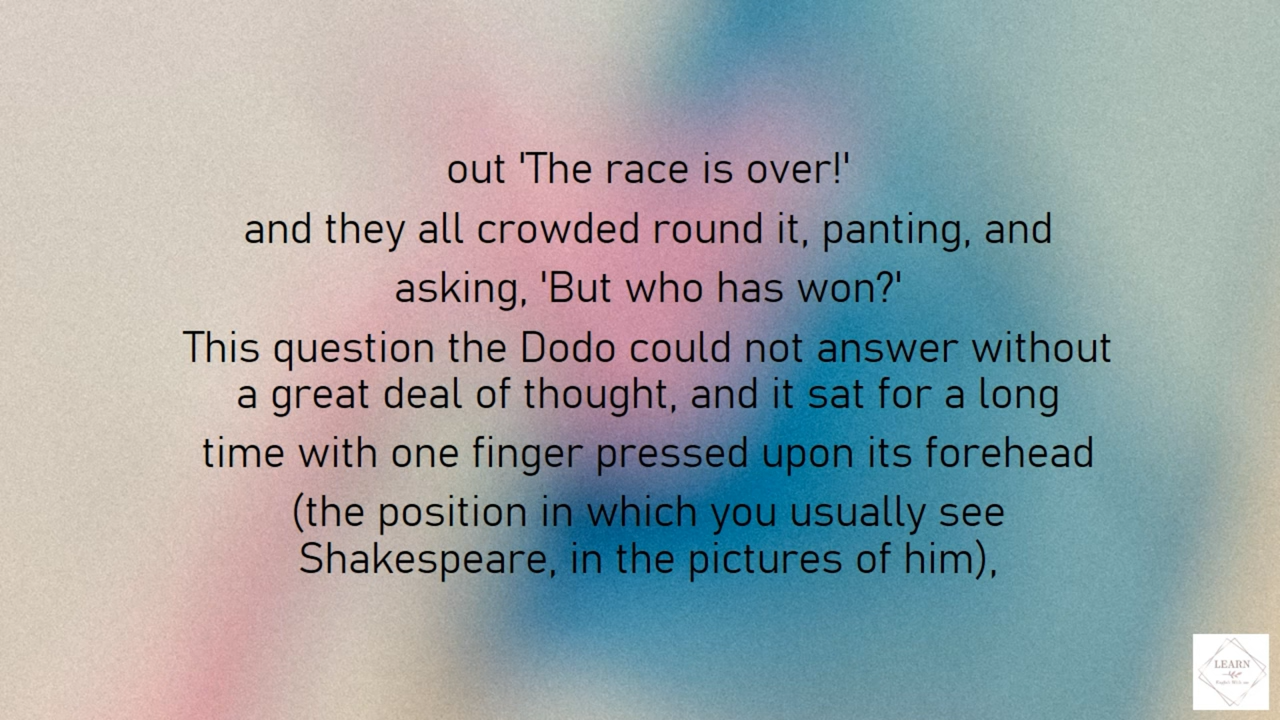 out 'The race is over!'
and they all crowded round it, panting, and
asking, 'But who has won?'
This question the Dodo could not answer without
a great deal of thought, and it sat for a long
time with one finger pressed upon its forehead
(the position in which you usually see
Shakespeare, in the pictures of him),
LEARN